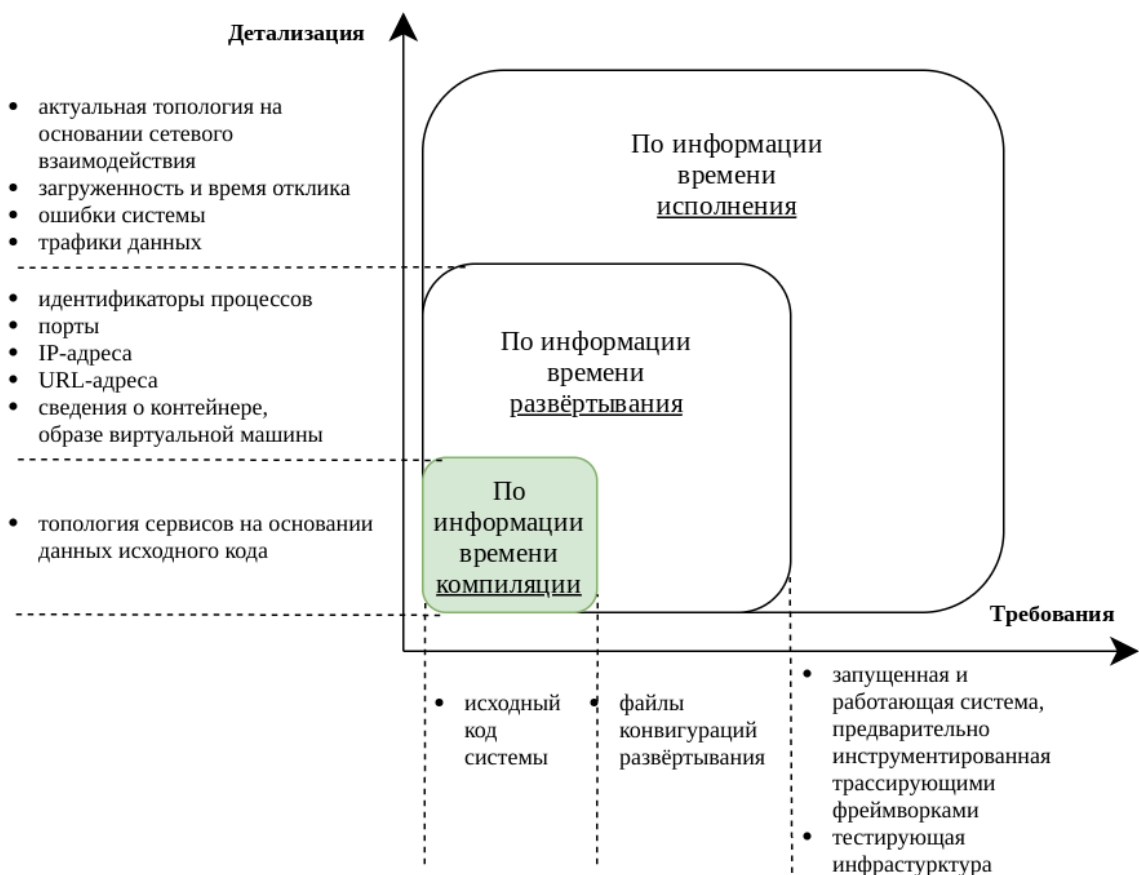 Детализация
• актуальная топология на
основании сетевого
взаимодействия
• загруженность и время отклика
• ошибки системы
• трафики данных
По информации
времени
исполнения
• идентификаторы процессов
• порты
• IP-адреса
• URL-адреса
• сведения о контейнере,
образе виртуальной машины
По информации
времени
развёртывания
• топология сервисов на основании
данных исходного кода
По
информации
времени
компиляции
Требования
• исходный
код
системы
• файлы
конвигураций
развёртывания
• запущенная и
работающая система,
предварительно
инструментированная
трассирующими
фреймворками
• тестирующая
инфрастурктура